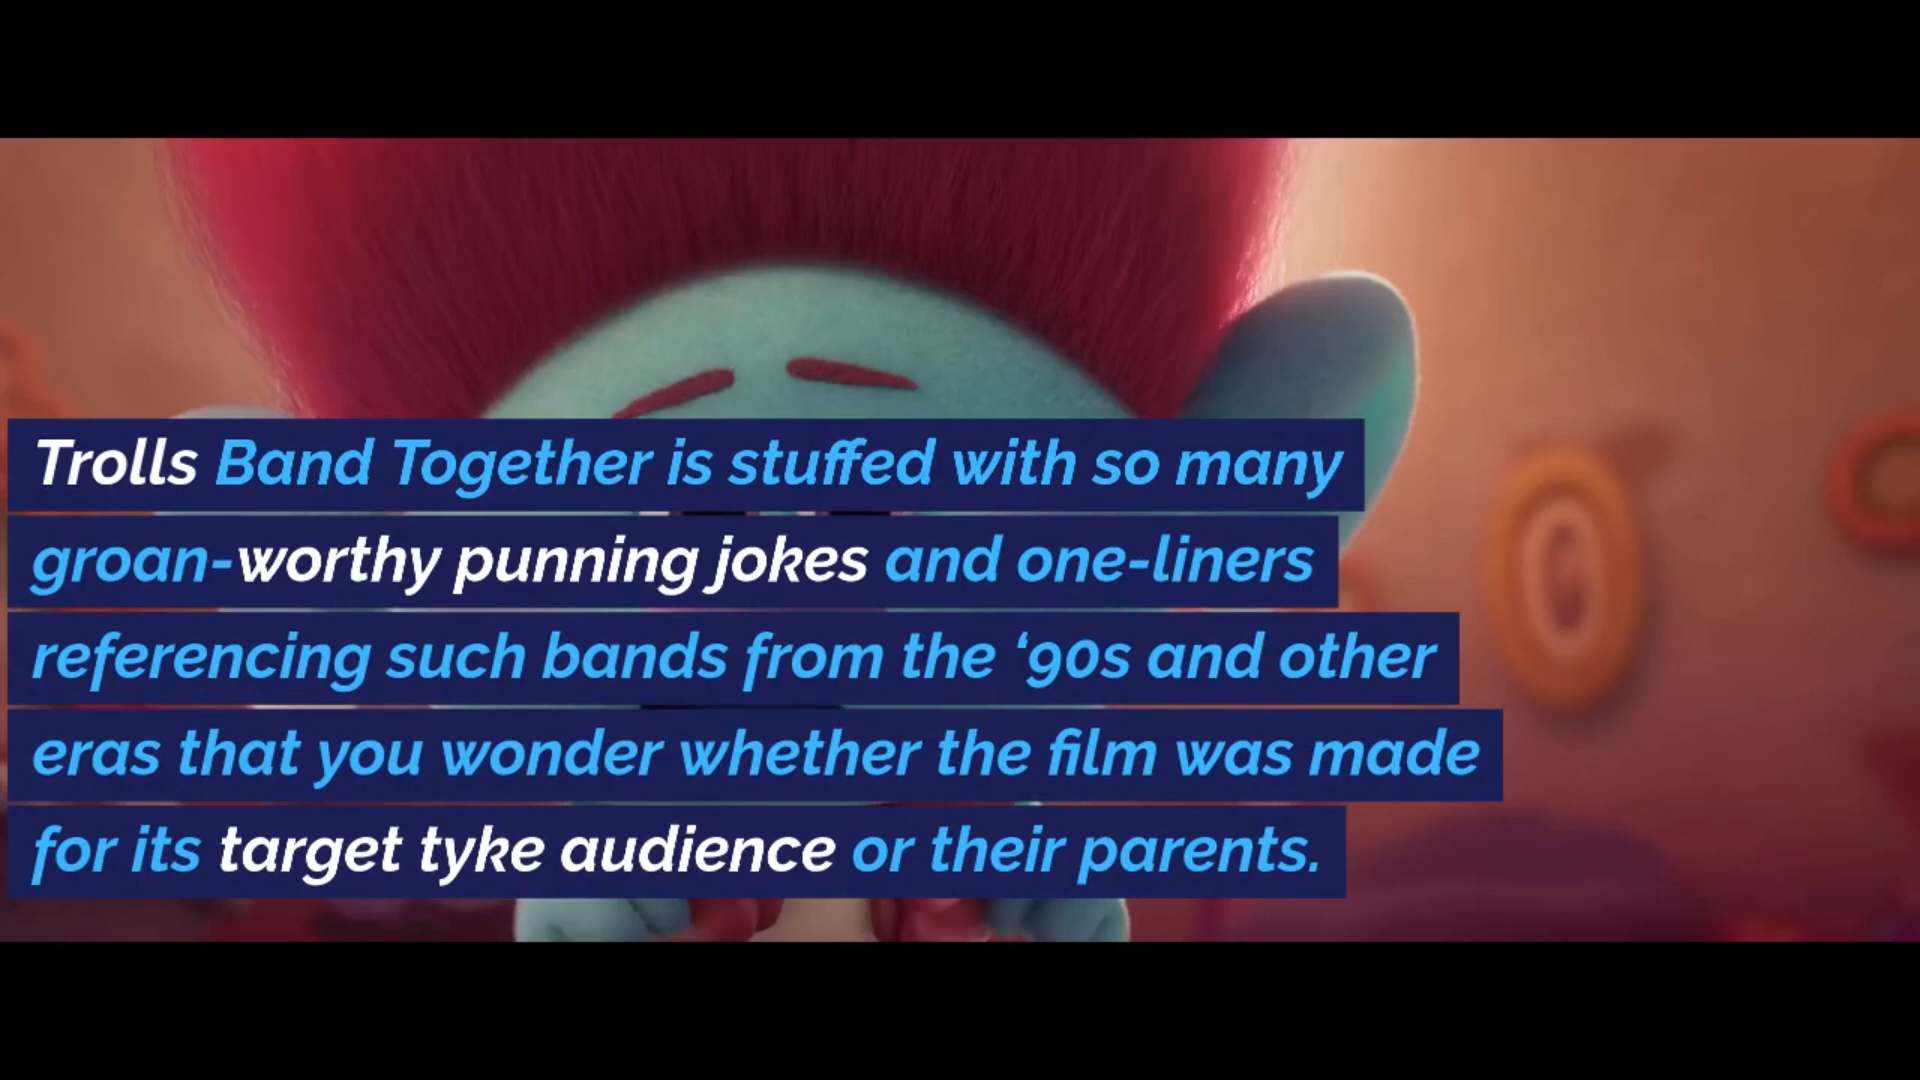 Trolls Band Together is stuffed with so many
groan-worthy punning jokes and one-liners
referencing such bands from the ‘90s and other
eras that you wonder whether the film was made
for its target tyke audience or their parents.